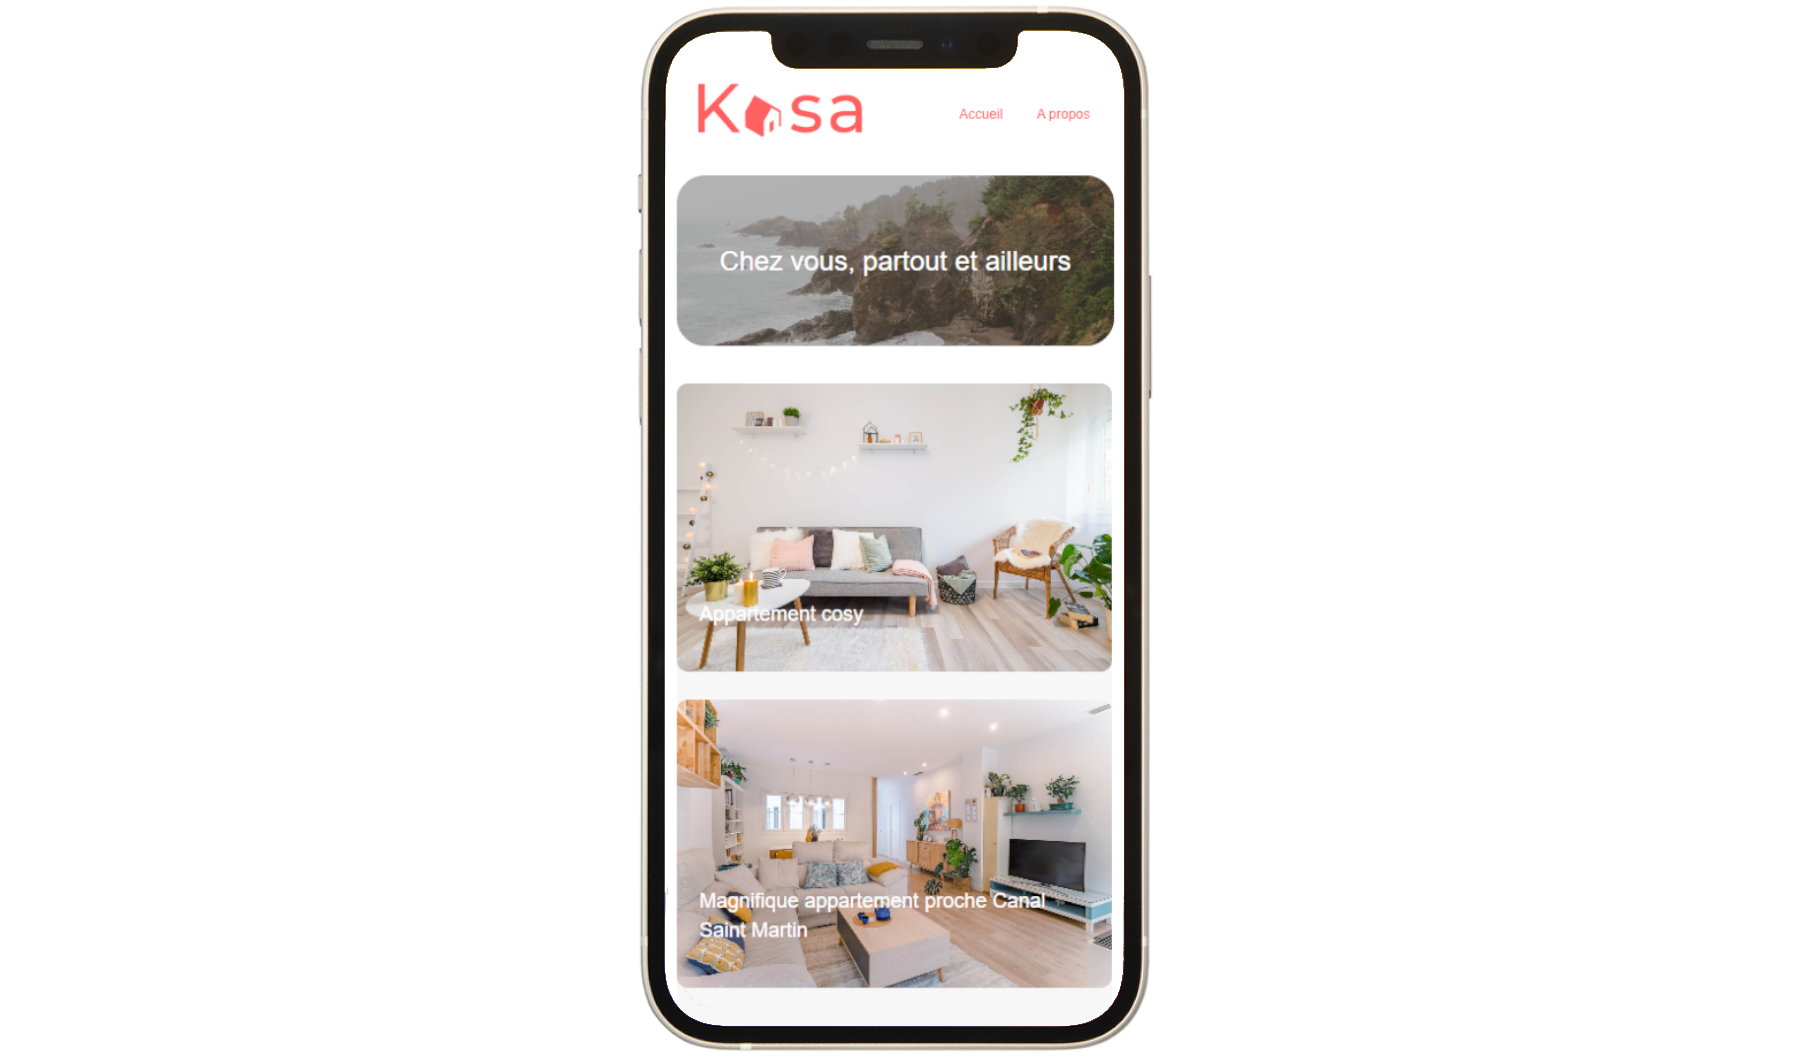 Kasa
Accueil A propos
Chez vous, partout et ailleurs
Appartement cosy
Magnifique appartement proche Canal
Saint Martin